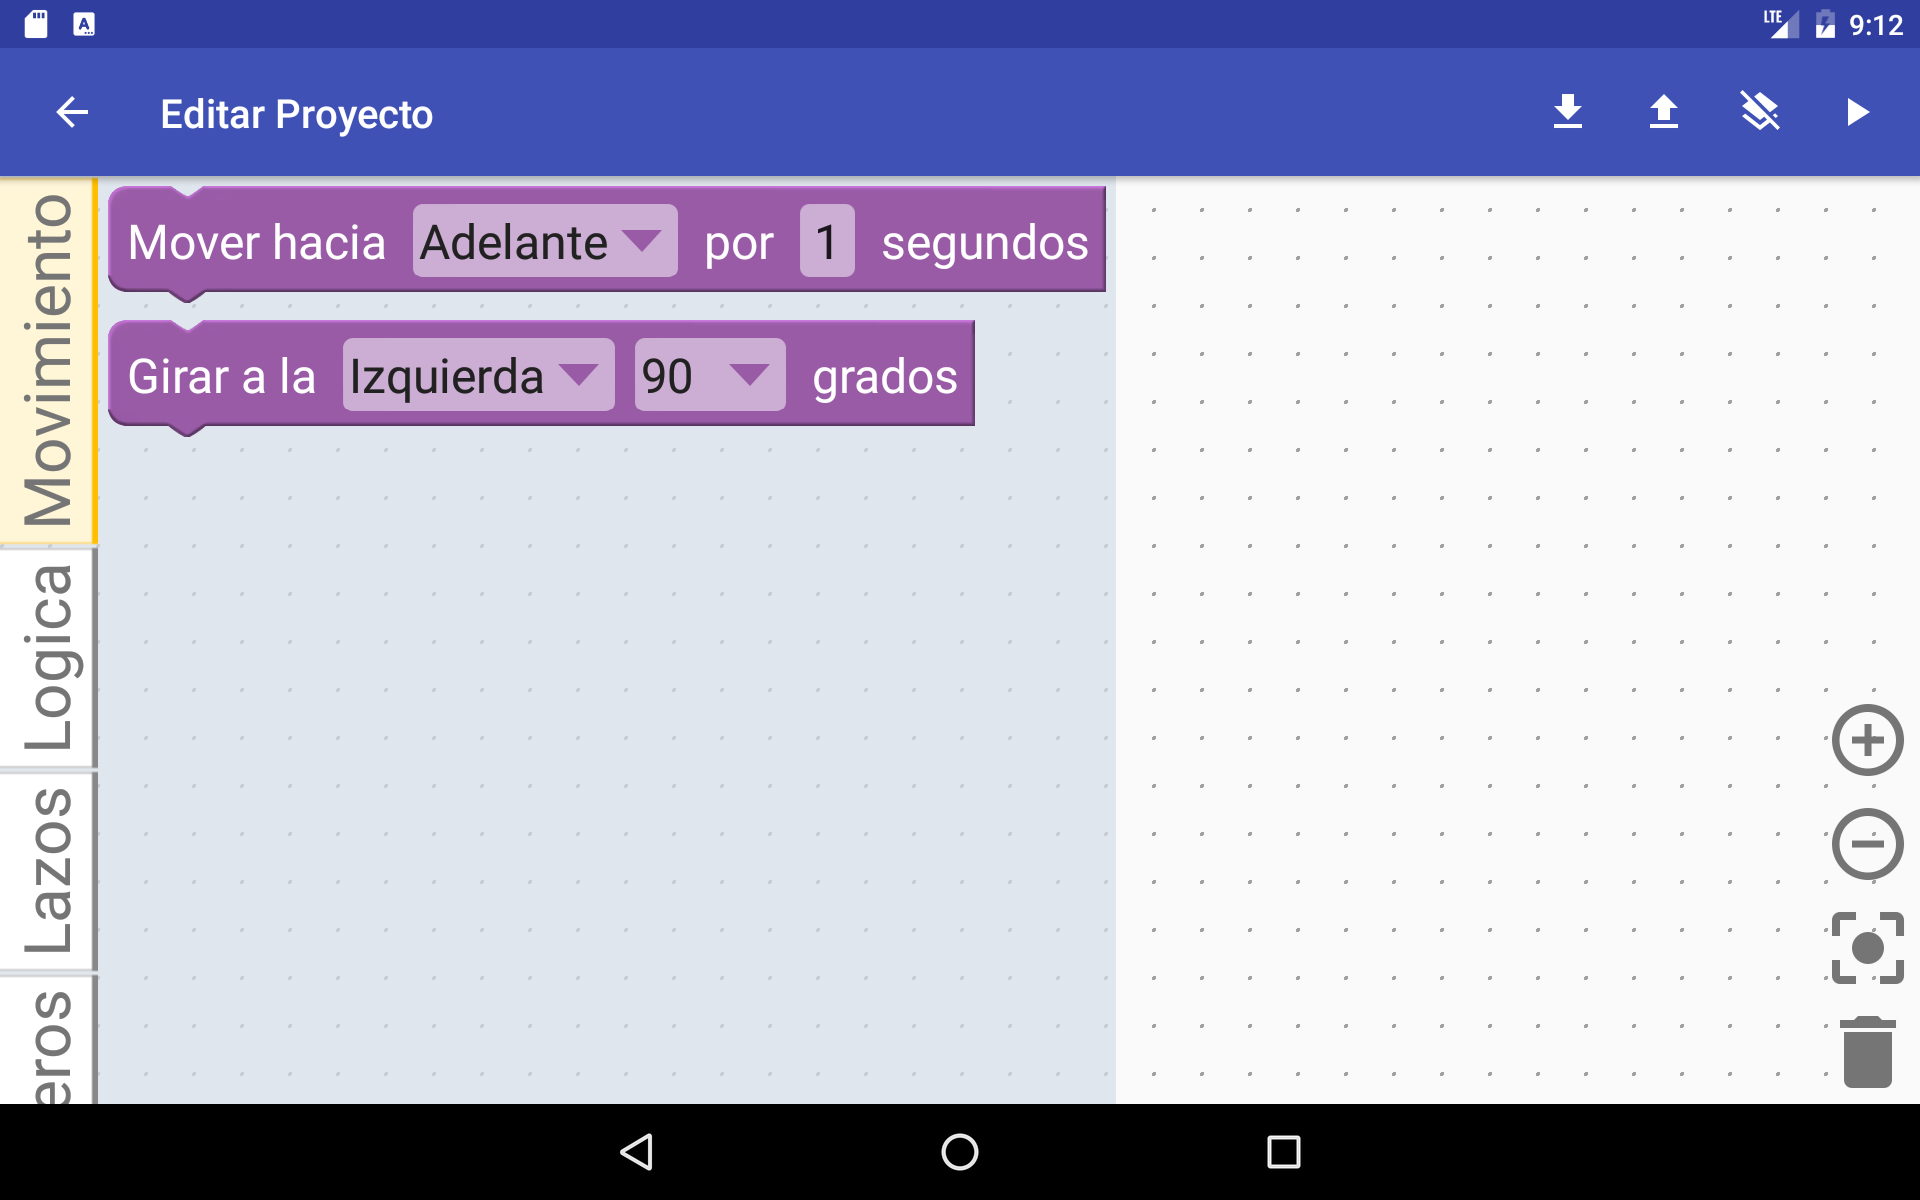 A
LTE 9:12
Editar Proyecto
Movimiento
Logica
Lazos
eros
Mover hacia Adelante por 1 segundos
Girar a la Izquierda 90 grados